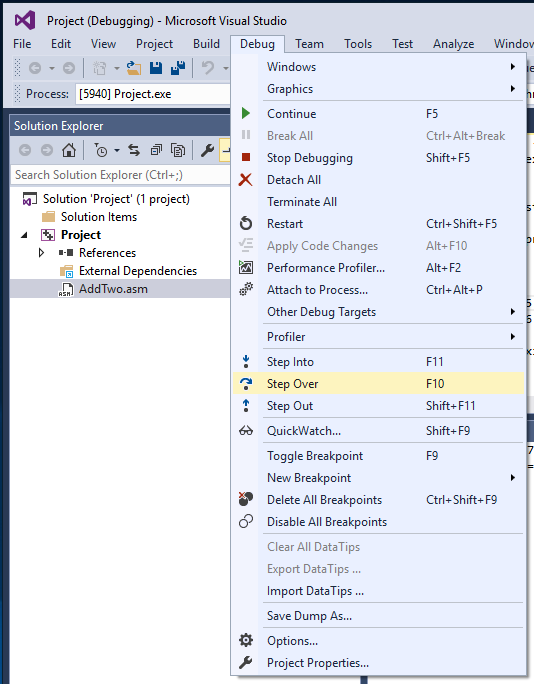 Project (Debugging) - Microsoft Visual Studio
File Edit View Project Build Debug Team Tools Test Analyze Window
Process: [5940] Project.exe
Solution Explorer
Search Solution Explorer (Ctrl+;)
Solution 'Project' (1 project)
Solution Items
Project
References
External Dependencies
ASM AddTwo.asm
Windows
Graphics
Continue F5
Break All Ctrl+Alt+Break
Stop Debugging Shift+F5
Detach All
Terminate All
Restart Ctrl+Shift+F5
Apply Code Changes Alt+F10
Performance Profiler... Alt+F2
Attach to Process... Ctrl+Alt+P
Other Debug Targets
Profiler
Step Into F11
Step Over F10
Step Out Shift+F11
QuickWatch... Shift+F9
Toggle Breakpoint F9
New Breakpoint
Delete All Breakpoints Ctrl+Shift+F9
Disable All Breakpoints
Clear All DataTips
Export DataTips ...
Import DataTips ...
Save Dump As...
Options...
Project Properties...